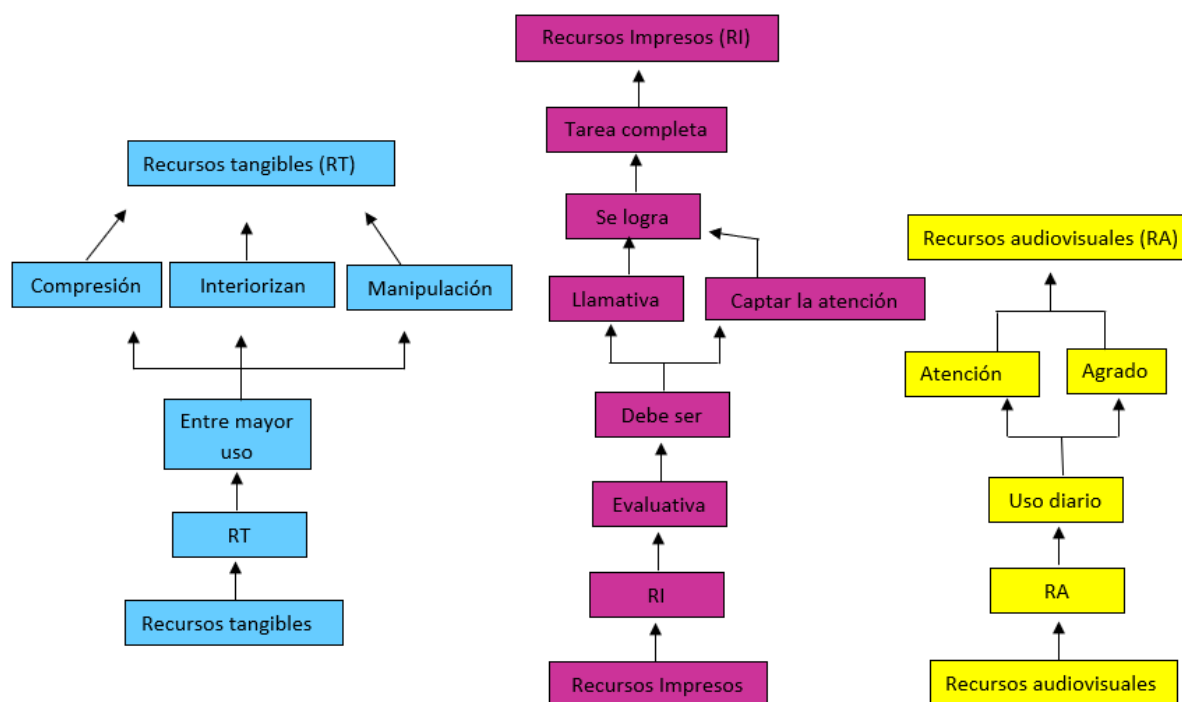 Recursos tangibles (RT)
Compresión
Interiorizan
Manipulación
Entre mayor
uso
RT
Recursos tangibles
Recursos Impresos (RI)
Tarea completa
Se logra
Llamativa
Captar la atención
Debe ser
Evaluativa
RI
Recursos Impresos
Recursos audiovisuales (RA)
Atención
Agrado
Uso diario
RA
Recursos audiovisuales